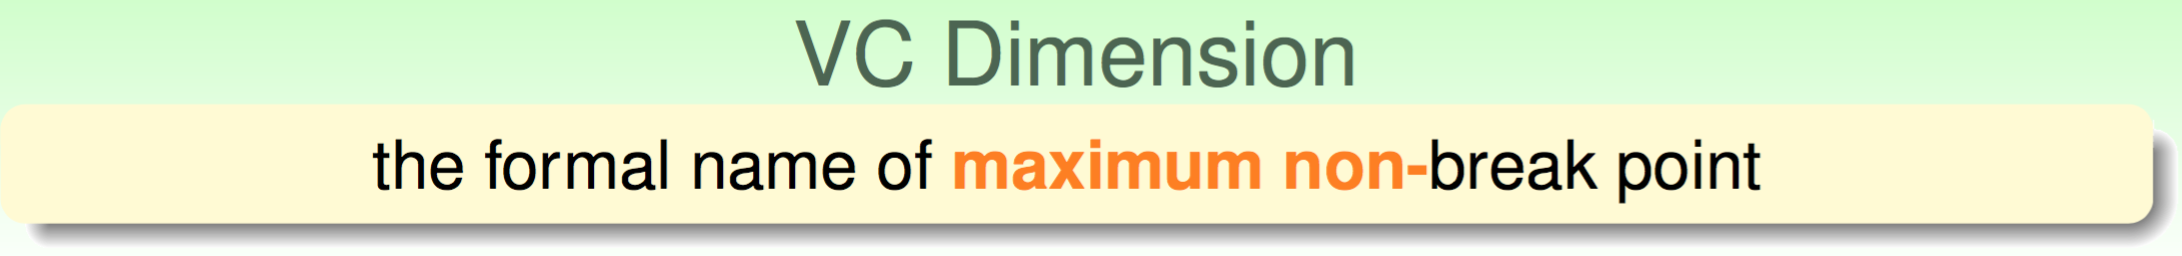 VC Dimension
the formal name of maximum non-break point